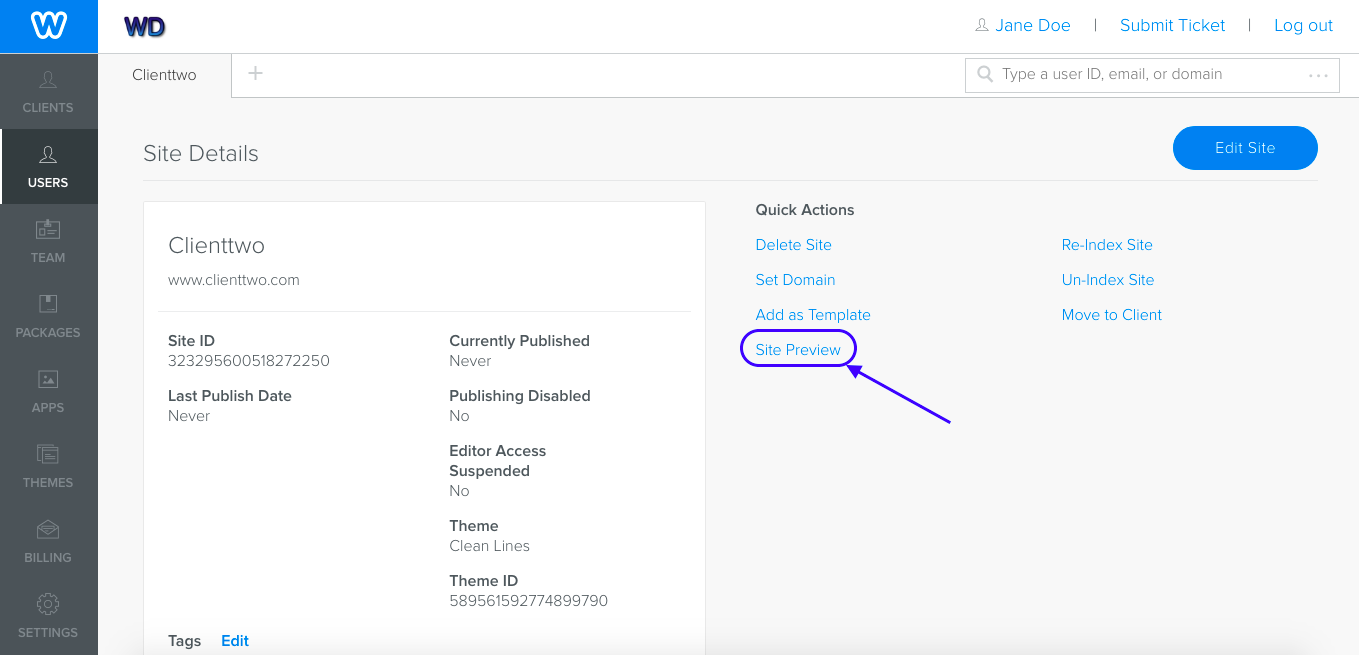 W
WD
Jane Doe | Submit Ticket | Log out
Clienttwo +
Type a user ID, email, or domain ...
CLIENTS
USERS
TEAM
PACKAGES
APPS
THEMES
BILLING
SETTINGS
Site Details
Edit Site
Clienttwo
www.clienttwo.com
Site ID
323295600518272250
Last Publish Date
Never
Currently Published
Never
Publishing Disabled
No
Editor Access
Suspended
No
Theme
Clean Lines
Theme ID
589561592774899790
Tags Edit
Quick Actions
Delete Site
Set Domain
Add as Template
Site Preview
Re-Index Site
Un-Index Site
Move to Client